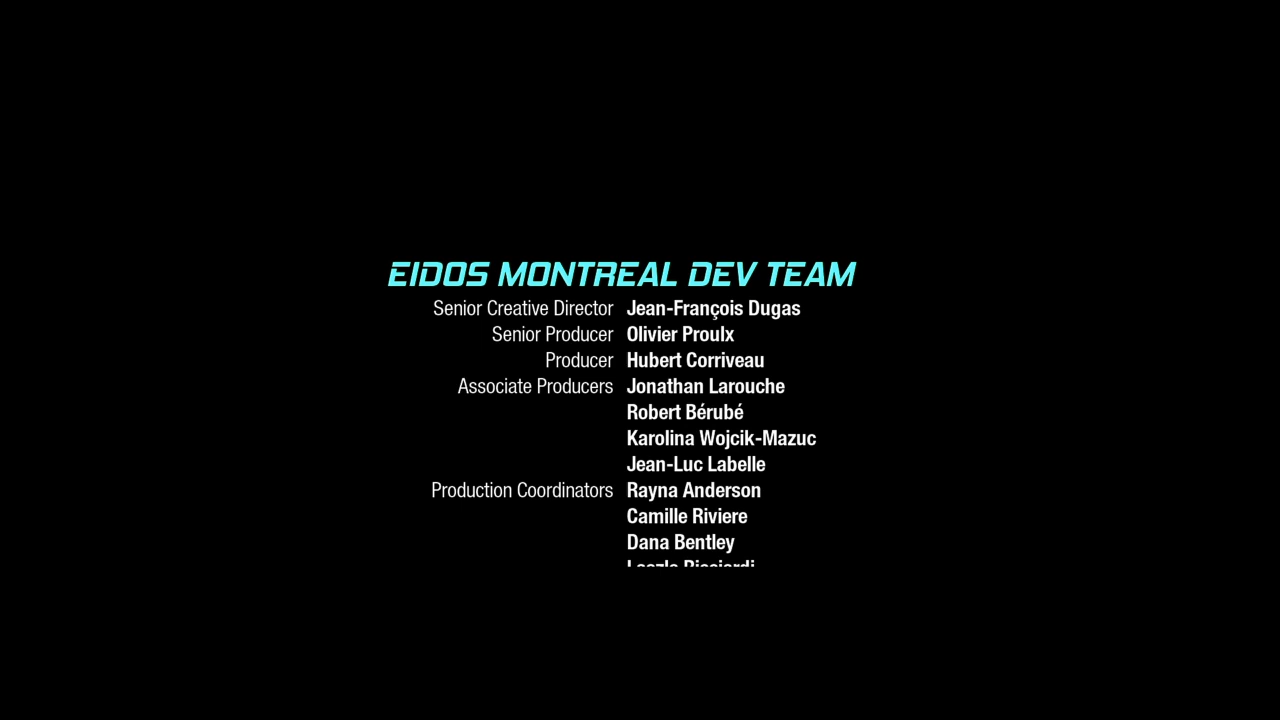 EIDOS MONTREAL DEV TEAM
Senior Creative Director Jean-François Dugas
Senior Producer Olivier Proulx
Producer Hubert Corriveau
Associate Producers Jonathan Larouche
Robert Bérubé
Karolina Wojcik-Mazuc
Jean-Luc Labelle
Production Coordinators Rayna Anderson
Camille Riviere
Dana Bentley